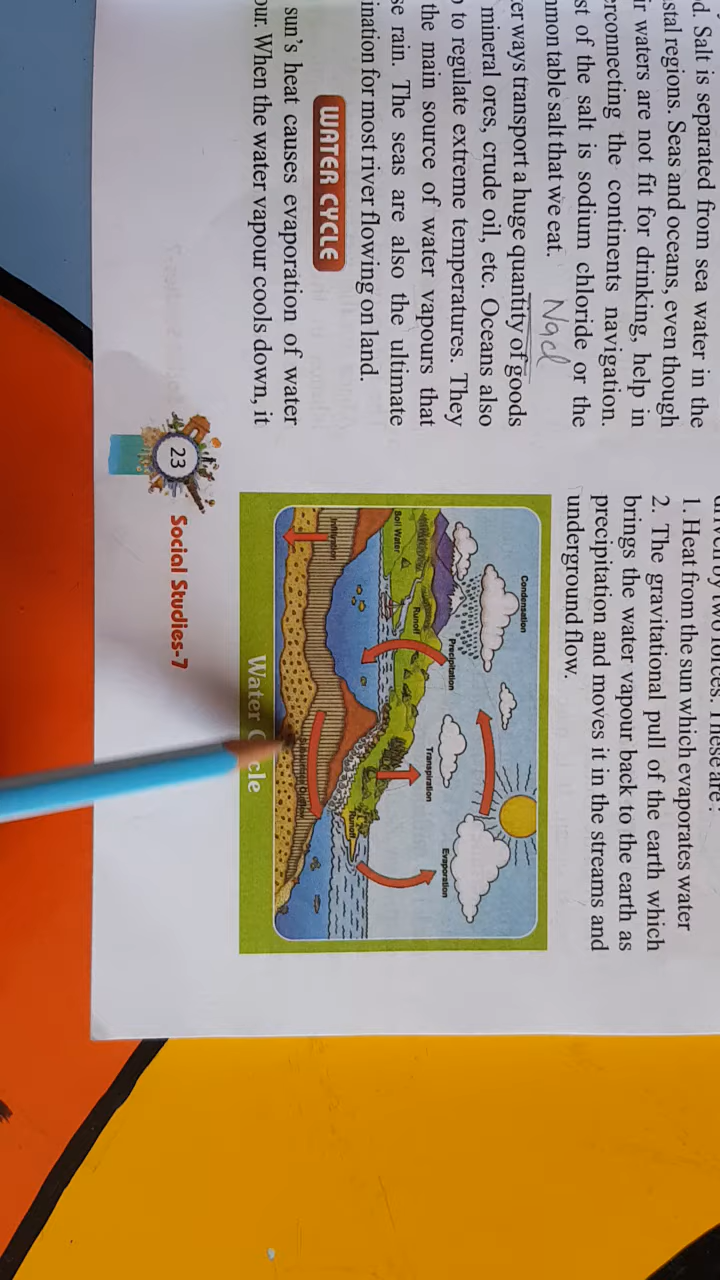 d. Salt is separated from sea water in the
stal regions. Seas and oceans, even though
ir waters are not fit for drinking, help in
erconnecting the continents navigation.
st of the salt is sodium chloride or the
mon table salt that we eat. Nacl
er ways transport a huge quantity of goods
mineral ores, crude oil, etc. Oceans also
to regulate extreme temperatures. They
the main source of water vapours that
se rain. The seas are also the ultimate
ination for most river flowing on land.
WATER CYCLE
sun's heat causes evaporation of water
our. When the water vapour cools down, it
1. Heat from the sun which evaporates water
2. The gravitational pull of the earth which
brings the water vapour back to the earth as
precipitation and moves it in the streams and
underground flow.
Condensation
Precipitation
Transpiration
Evaporation
Runoff
Soil Water
Runoff
Infiltration
Water C cle
23
Social Studies-7